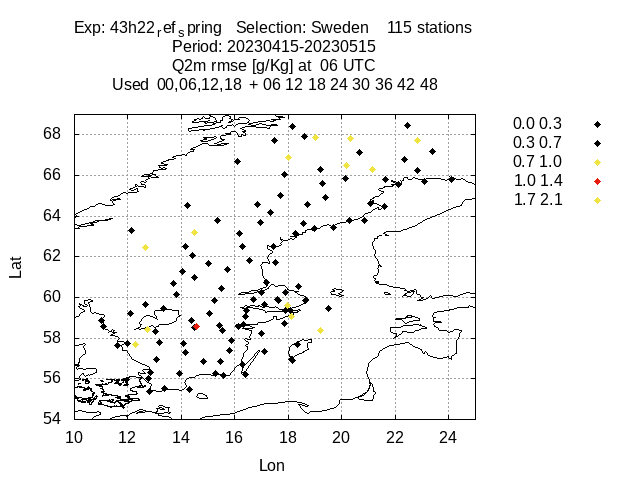 Exp: 43h22refspring   Selection: Sweden    115 stations
Period: 20230415-20230515
Q2m rmse [g/Kg] at  06 UTC
Used  00,06,12,18  + 06 12 18 24 30 36 42 48
0.0 0.3
0.3 0.7
0.7 1.0
1.0 1.4
1.7 2.1
68
66
64
62
60
58
56
54
Lat
10 12 14 16 18 20 22 24
Lon